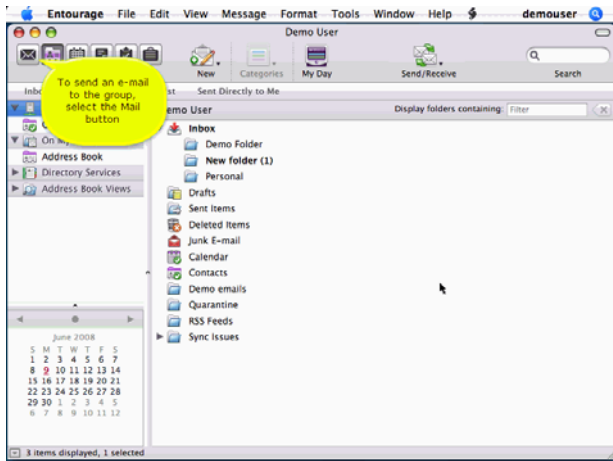 Entourage File Edit View Message Format Tools Window Help demouser
Demo User
New Categories My Day Send/Receive Search
st Sent Directly to Me
To send an e-mail
to the group,
select the Mail
button
emo User Display folders containing: Filter
Inbox
Demo Folder
New folder (1)
Personal
Drafts
Sent Items
Deleted Items
Junk E-mail
Calendar
Contacts
Demo emails
Quarantine
RSS Feeds
Sync Issues
On M
Address Book
Directory Services
Address Book Views
June 2008
S M T W T F S
1 2 3 4 5 6 7
8 9 10 11 12 13 14
15 16 17 18 19 20 21
22 23 24 25 26 27 28
29 30 1 2 3 4 5
6 7 8 9 10 11 12
3 items displayed, 1 selected